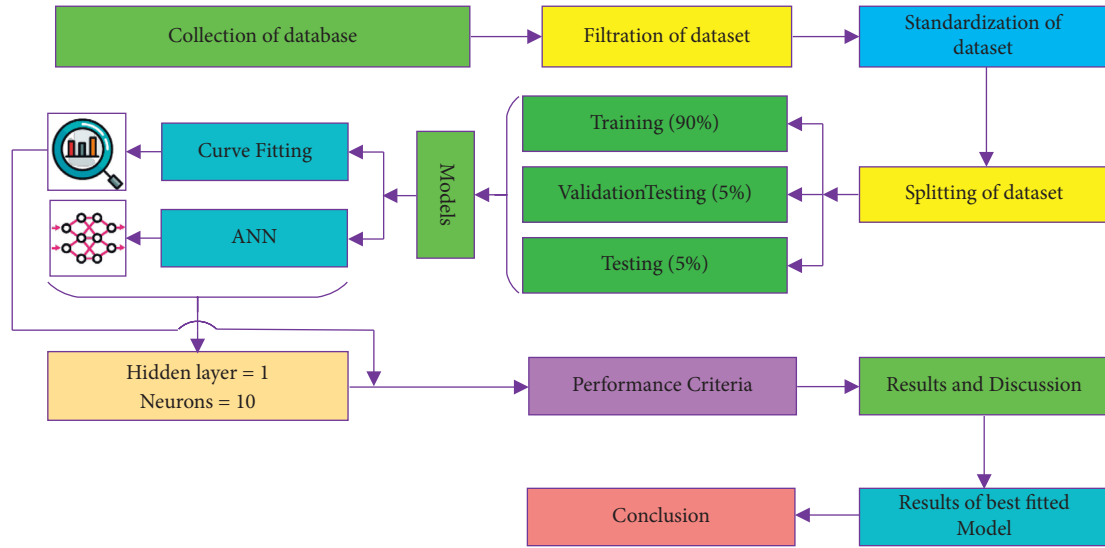 Collection of database
Filtration of dataset
Standardization of
dataset
Training (90%)
Curve Fitting
Models
ValidationTesting (5%)
Splitting of dataset
ANN
Testing (5%)
Hidden layer = 1
Neurons = 10
Performance Criteria
Results and Discussion
Conclusion
Results of best fitted
Model